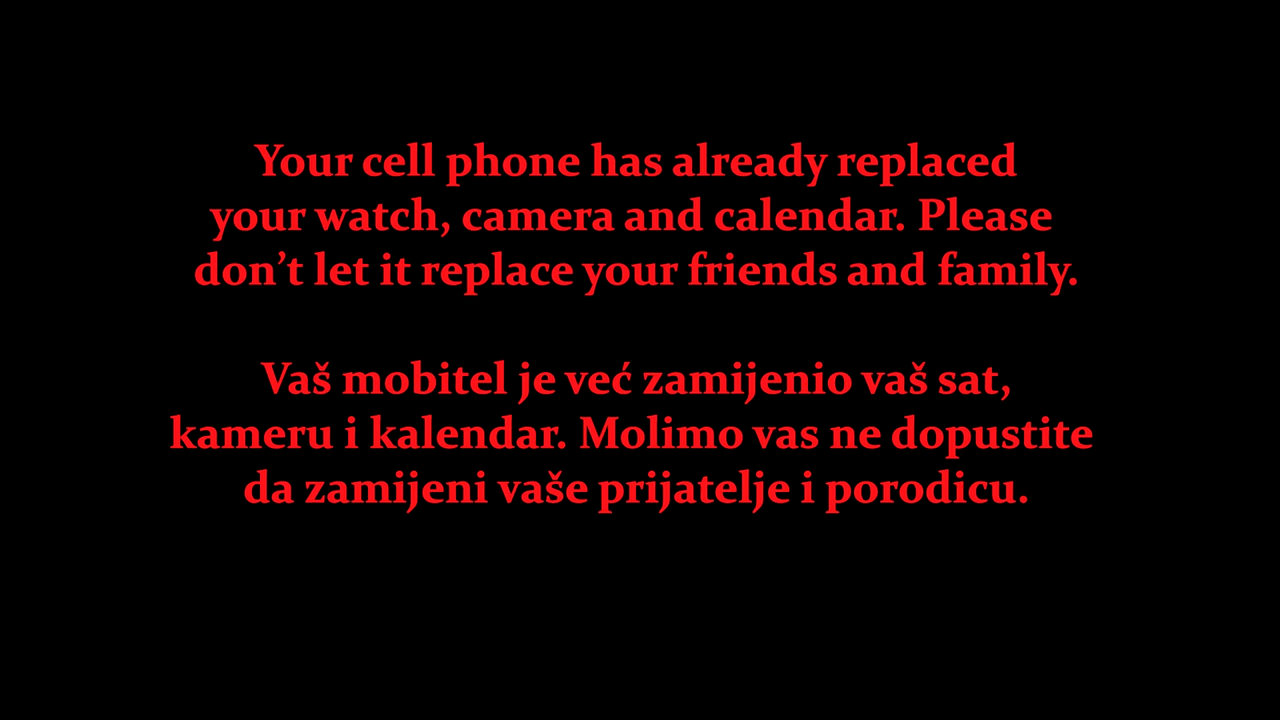 Your cell phone has already replaced
your watch, camera and calendar. Please
don’t let it replace your friends and family.
Vaš mobitel je već zamijenio vaš sat,
kameru i kalendar. Molimo vas ne dopustite
da zamijeni vaše prijatelje i porodicu.